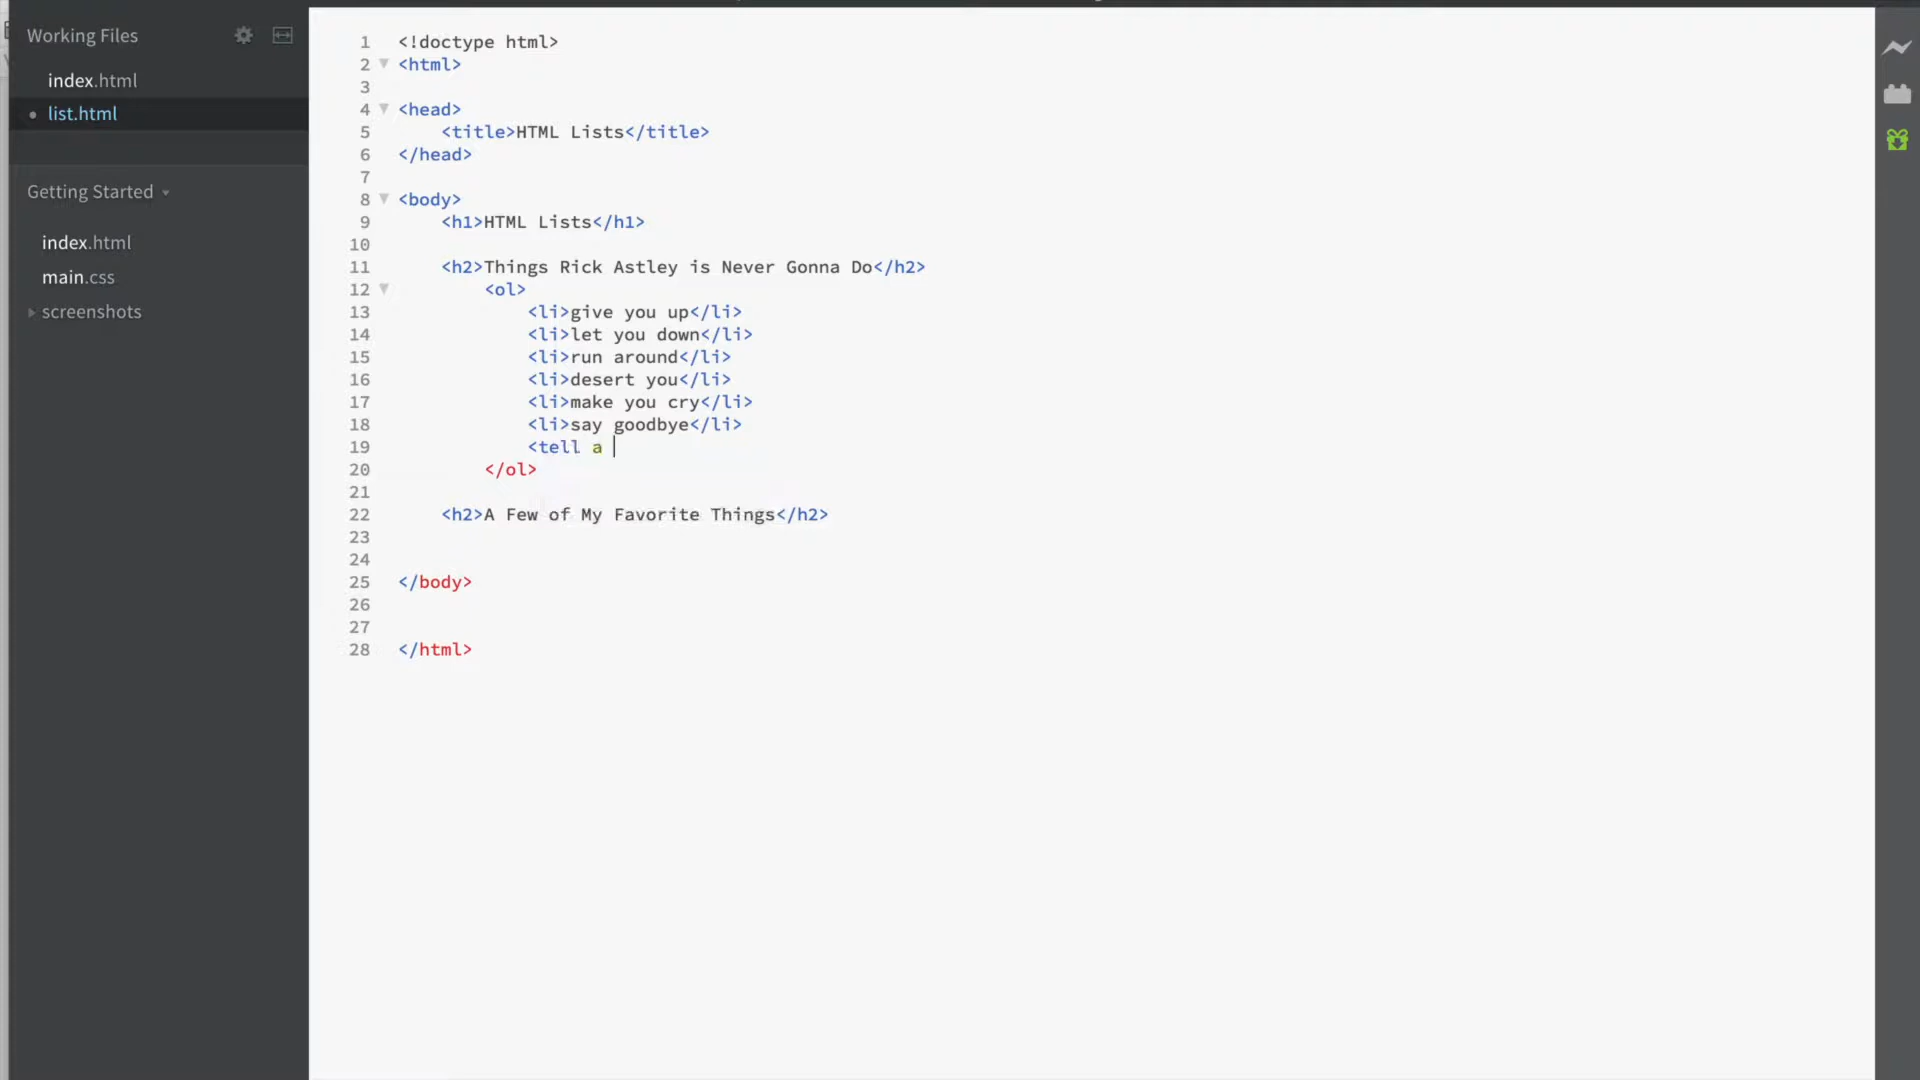 Working Files
index.html
list.html
Getting Started
index.html
main.css
screenshots
1 <!doctype html>
2 <html>
3
4 <head>
5 <title>HTML Lists</title>
6 </head>
7
8 <body>
9 <h1>HTML Lists</h1>
10
11 <h2>Things Rick Astley is Never Gonna Do</h2>
12 <ol>
13 <li>give you up</li>
14 <li>let you down</li>
15 <li>run around</li>
16 <li>desert you</li>
17 <li>make you cry</li>
18 <li>say goodbye</li>
19 <tell a
20 </ol>
21
22 <h2>A Few of My Favorite Things</h2>
23
24
25 </body>
26
27
28 </html>